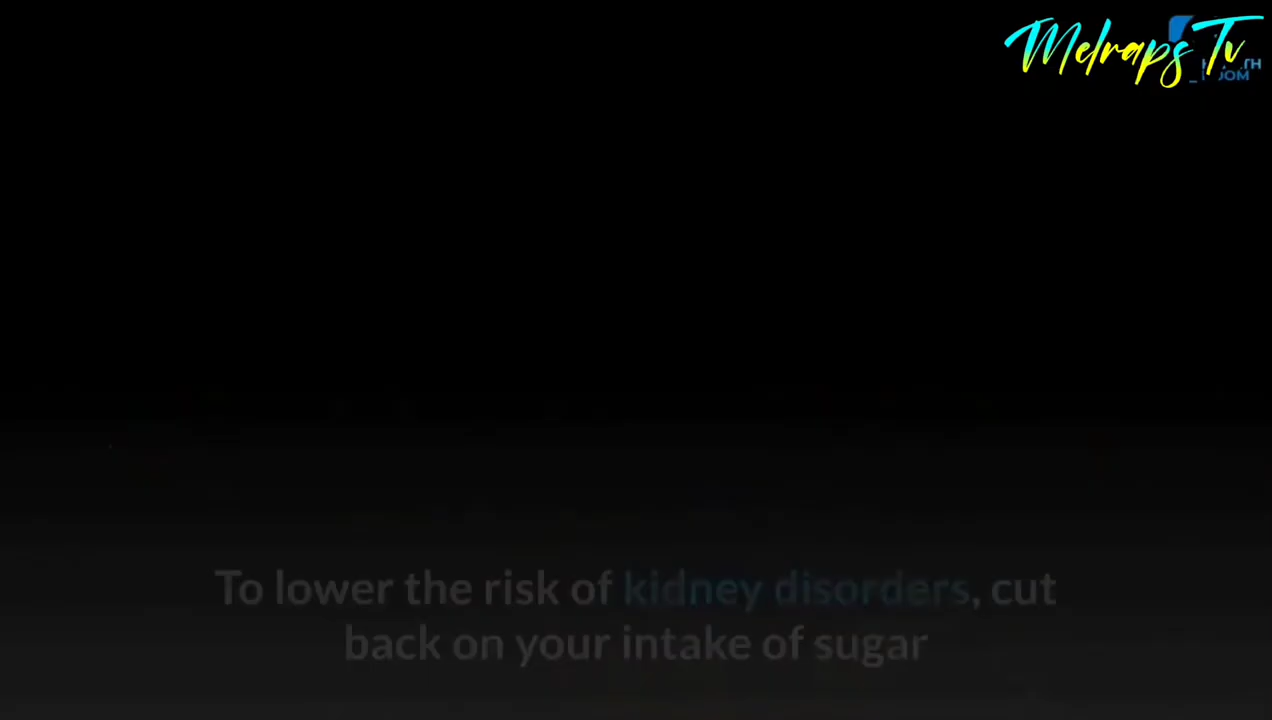 Melraps Tv
To lower the risk of kidney disorders, cut
back on your intake of sugar